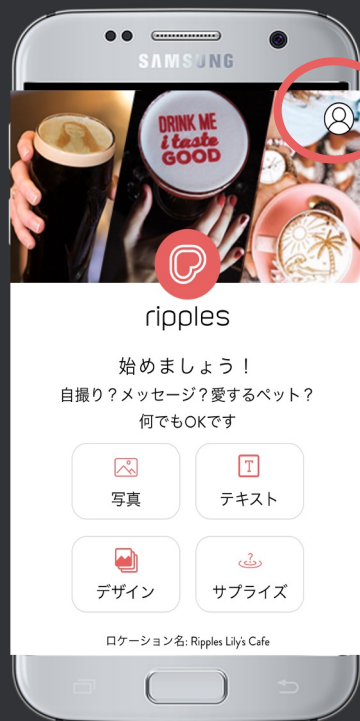 SAMSUNG
DRINK ME
i taste
GOOD
ripples
始めましょう！
自撮り？メッセージ？愛するペット？
何でもOKです
写真
T
テキスト
デザイン
サプライズ
ロケーション名: Ripples Lily's Cafe